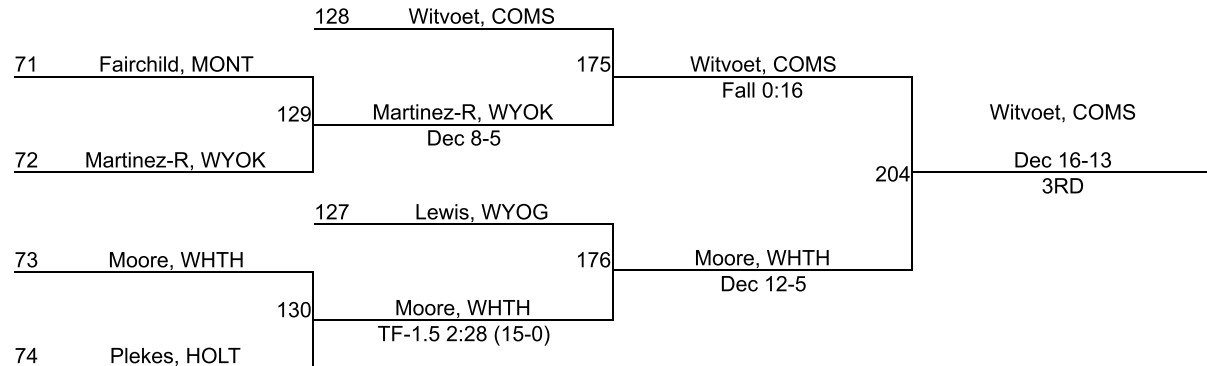 128 Witvoet, COMS
71 Fairchild, MONT
175 Witvoet, COMS
Fall 0:16
129 Martinez-R, WYOK
Dec 8-5
Witvoet, COMS
72 Martinez-R, WYOK
204 Dec 16-13
3RD
127 Lewis, WYOG
73 Moore, WHTH
176 Moore, WHTH
Dec 12-5
130 Moore, WHTH
TF-1.5 2:28 (15-0)
74 Plekes, HOLT